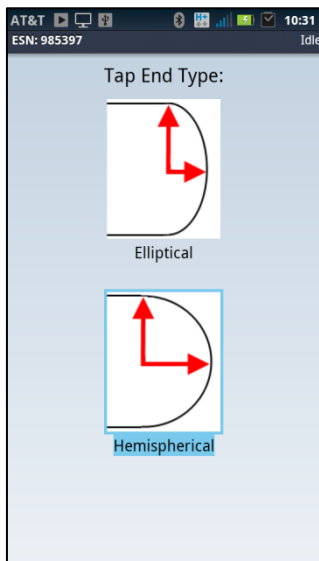 AT&T 10:31
ESN: 985397 Idle
Tap End Type:
Elliptical
Hemispherical